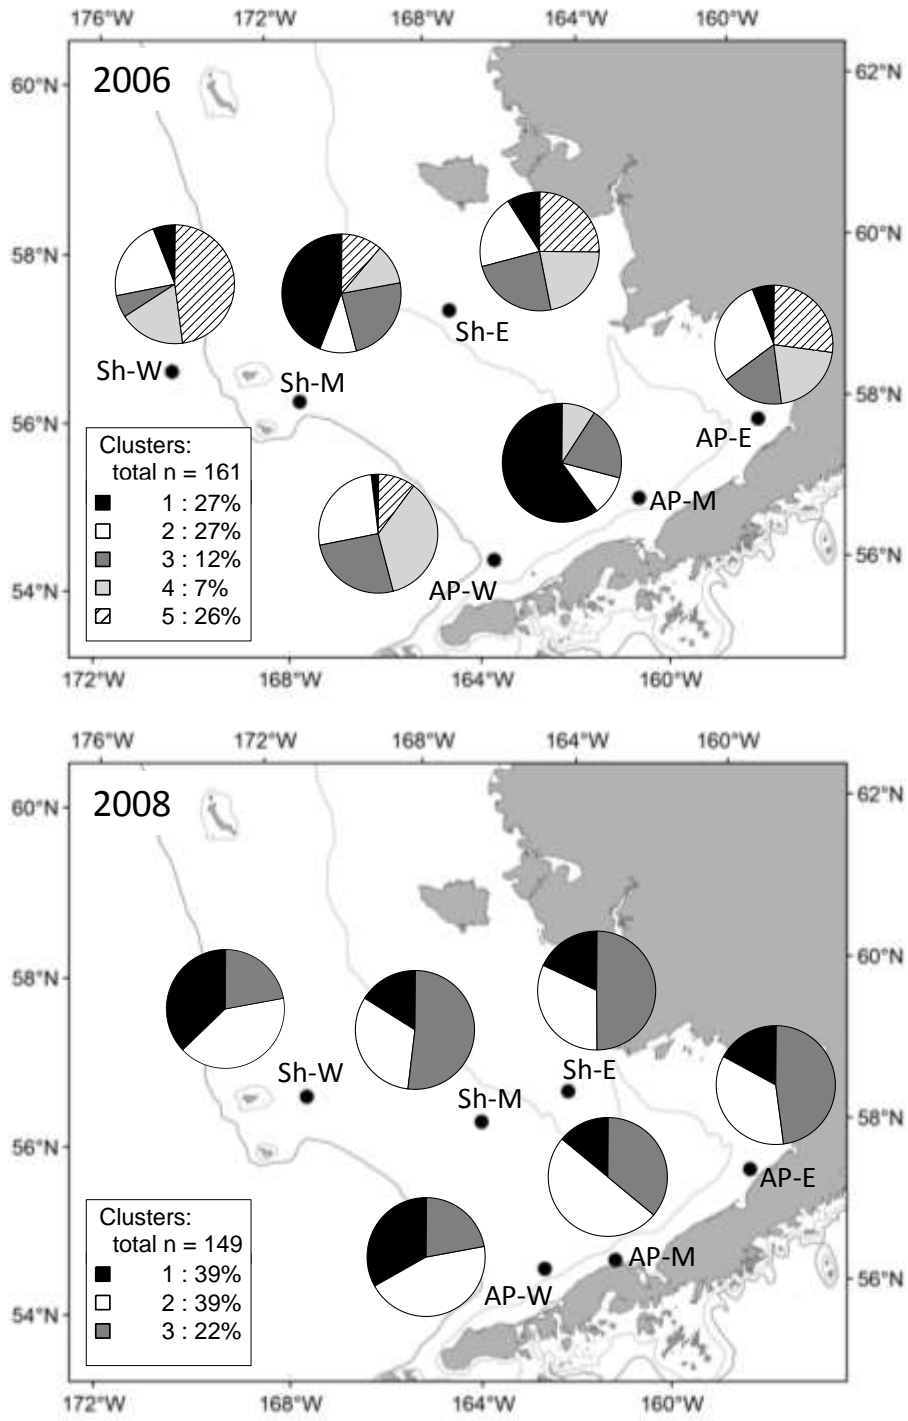 176°W 172°W 168°W 164°W 160°W
2006
60°N
62°N
58°N
60°N
Sh-E
Sh-W
Sh-M
58°N
56°N
AP-E
Clusters:
total n = 161
1 : 27%
2 : 27%
3 : 12%
4 : 7%
5 : 26%
AP-M
56°N
AP-W
54°N
172°W 168°W 164°W 160°W
176°W 172°W 168°W 164°W 160°W
2008
60°N
62°N
58°N
60°N
Sh-W
Sh-E
Sh-M
58°N
56°N
AP-E
Clusters:
total n = 149
1 : 39%
2 : 39%
3 : 22%
AP-M
AP-W
56°N
54°N
172°W 168°W 164°W 160°W